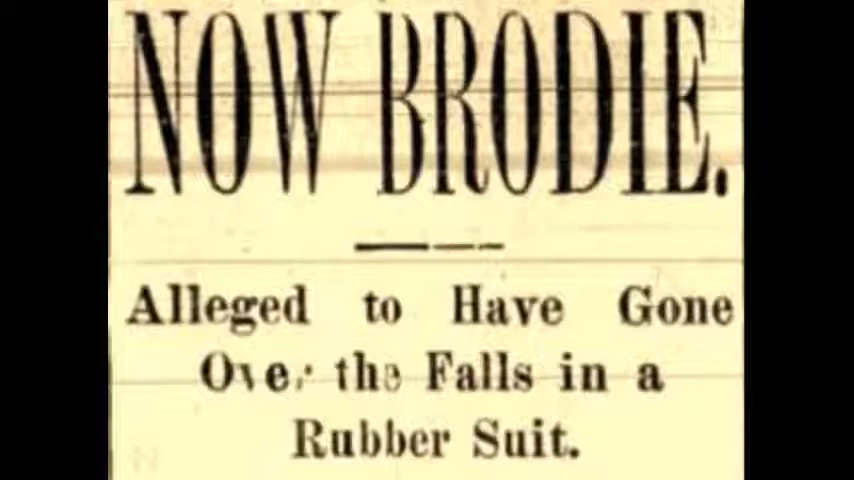 NOW BRODIE.
Alleged to Have Gone
Over the Falls in a
Rubber Suit.